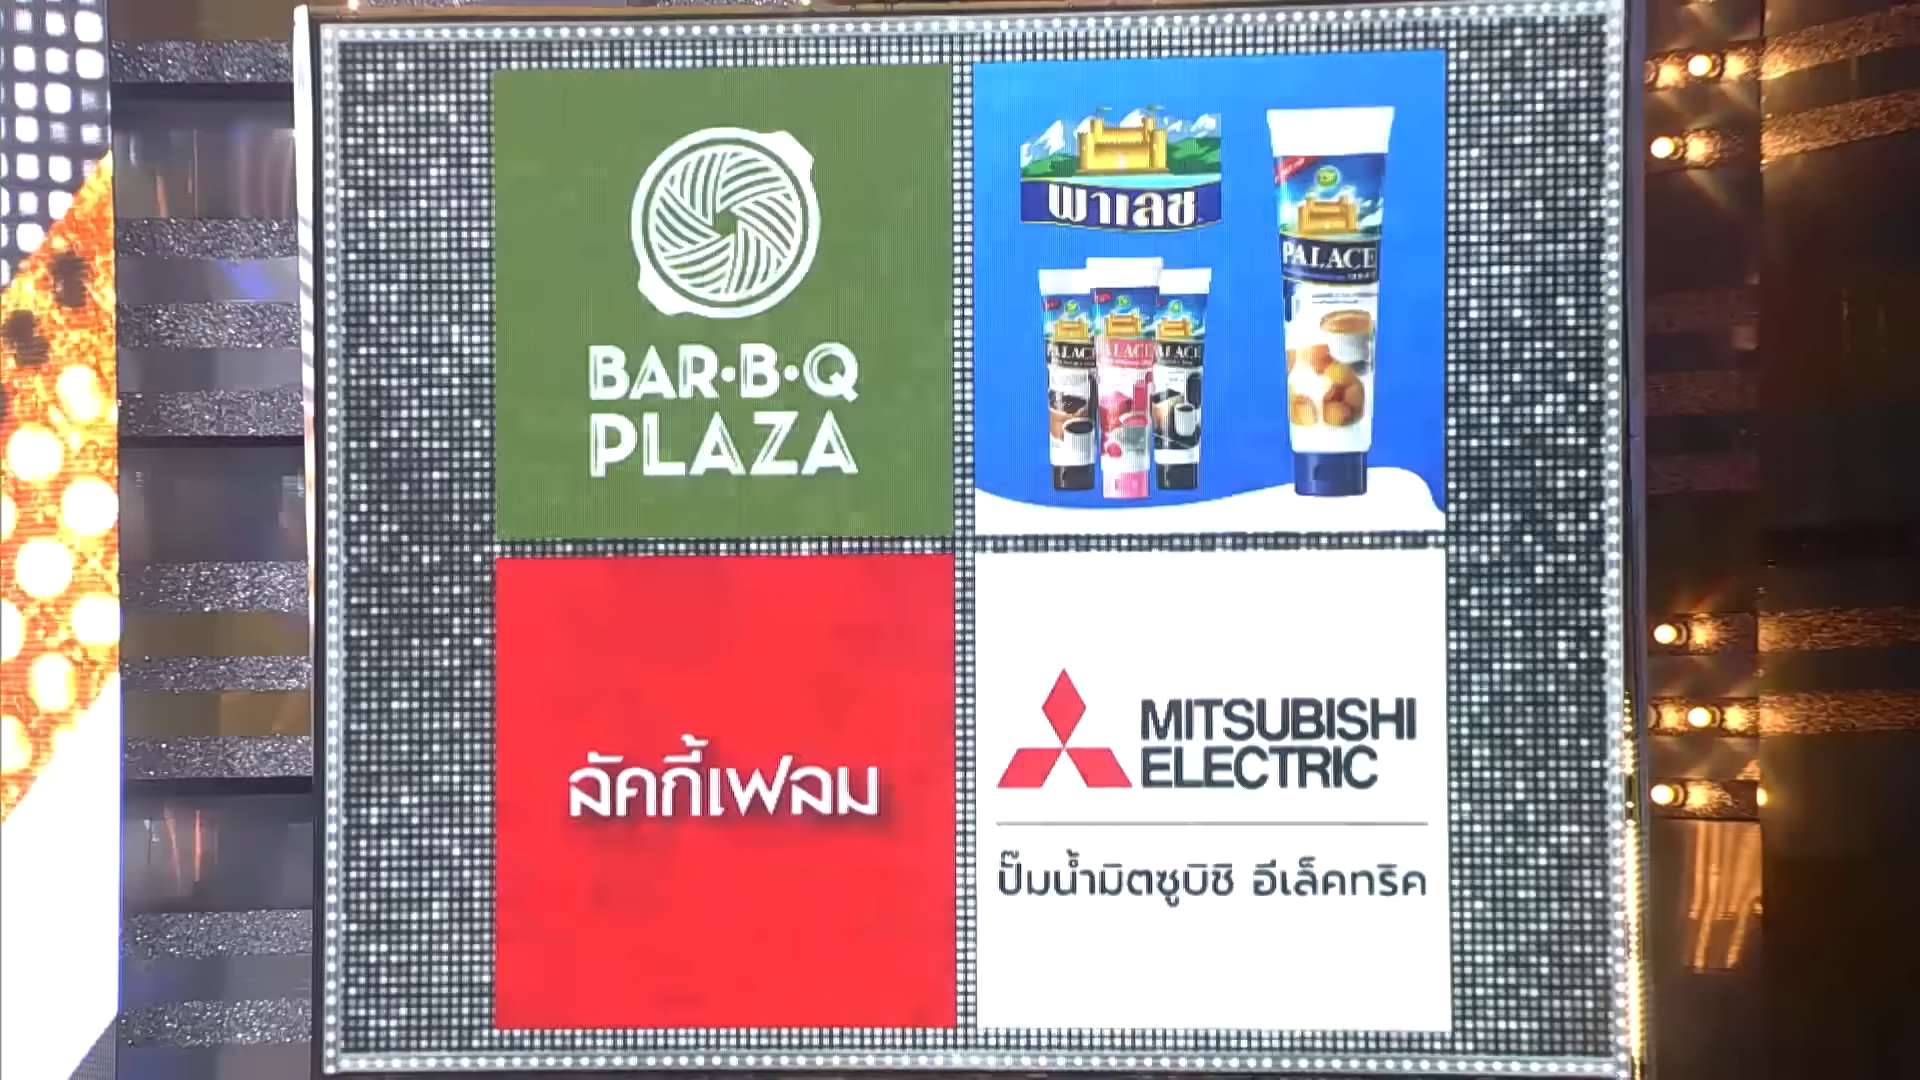 BAR•B•Q
PLAZA
พาเลซ
PALACE
PALACE
PALACE
PALACE
ลัคกี้เฟลม
MITSUBISHI
ELECTRIC
ปั๊มน้ำมิตซูบิชิ อีเล็คทริค